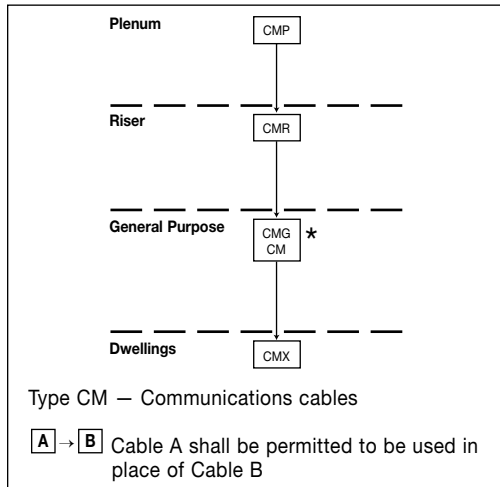 Plenum
CMP
Riser
CMR
General Purpose
CMG
CM
*
Dwellings
CMX
Type CM — Communications cables
A → B Cable A shall be permitted to be used in
place of Cable B